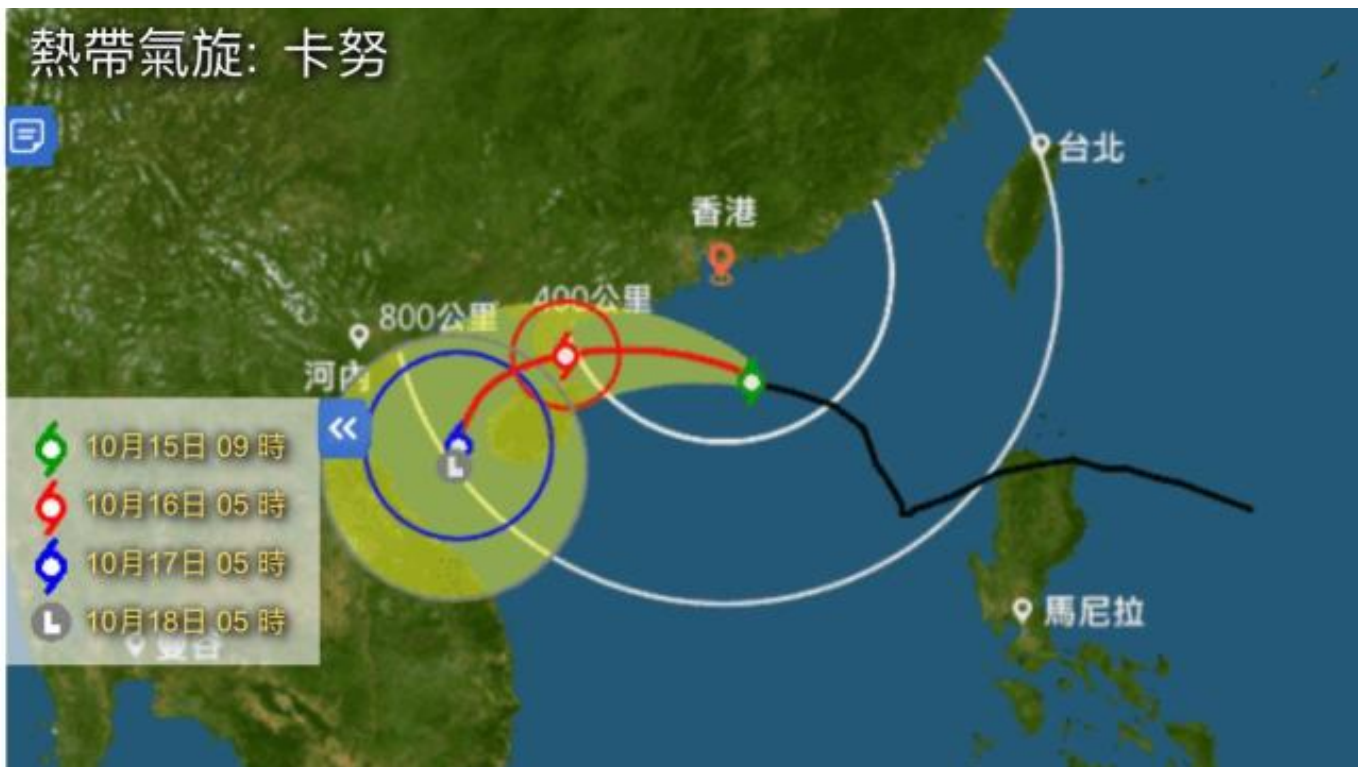 熱帶氣旋: 卡努
台北
香港
400公里
800公里
河內
10月15日 09 時
10月16日 05 時
10月17日 05 時
L 10月18日 05 時
L
馬尼拉
曼谷